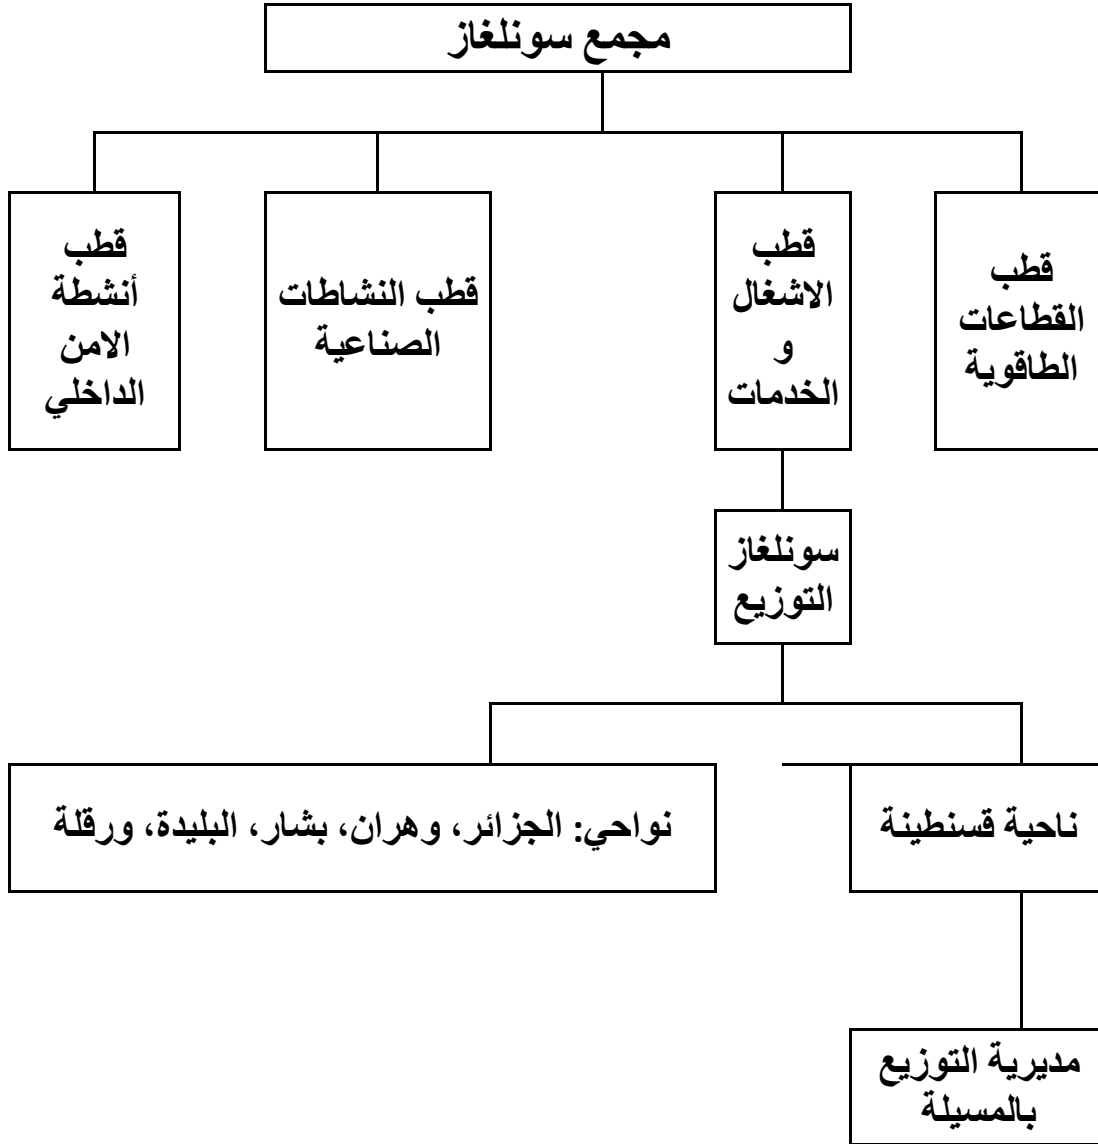 مجمع سونلغاز
قطب
القطاعات
الطاقوية
قطب
الاشغال
و
الخدمات
قطب النشاطات
الصناعية
قطب
أنشطة
الامن
الداخلي
سونلغاز
التوزيع
ناحية قسنطينة
نواحي: الجزائر، وهران، بشار، البليدة، ورقلة
مديرية التوزيع
بالمسيلة